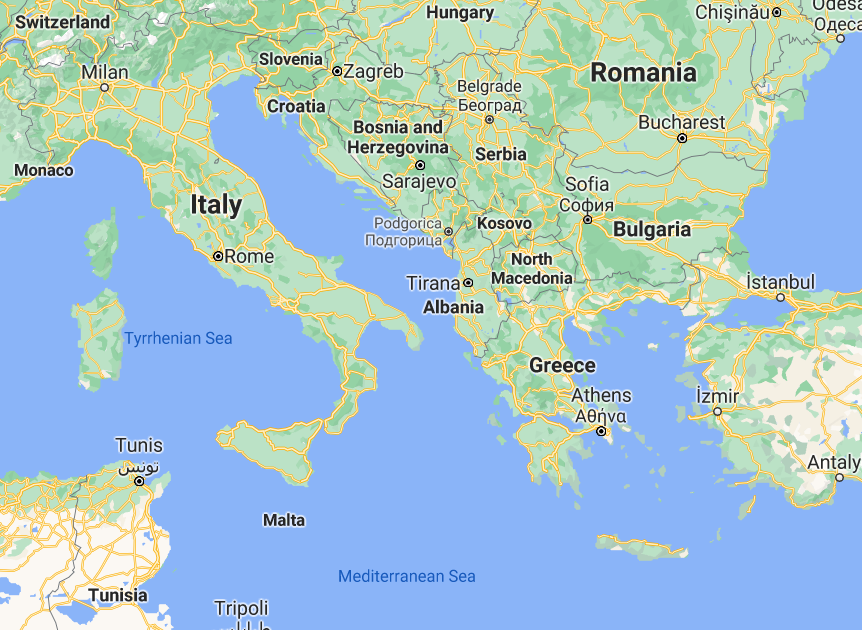 Hungary
Chişinău
Odesa
Одеса
Switzerland
Slovenia
Milan
Zagreb
Romania
Croatia
Belgrade
Београд
Bosnia and
Herzegovina
Bucharest
Serbia
Monaco
Sarajevo
Sofia
София
Italy
Podgorica
Подгорица
Kosovo
Bulgaria
Rome
North
Macedonia
Tirana
İstanbul
Albania
Tyrrhenian Sea
Greece
Athens
Αθήνα
İzmir
Tunis
تونس
Antaly
Malta
Mediterranean Sea
Tunisia
Tripoli